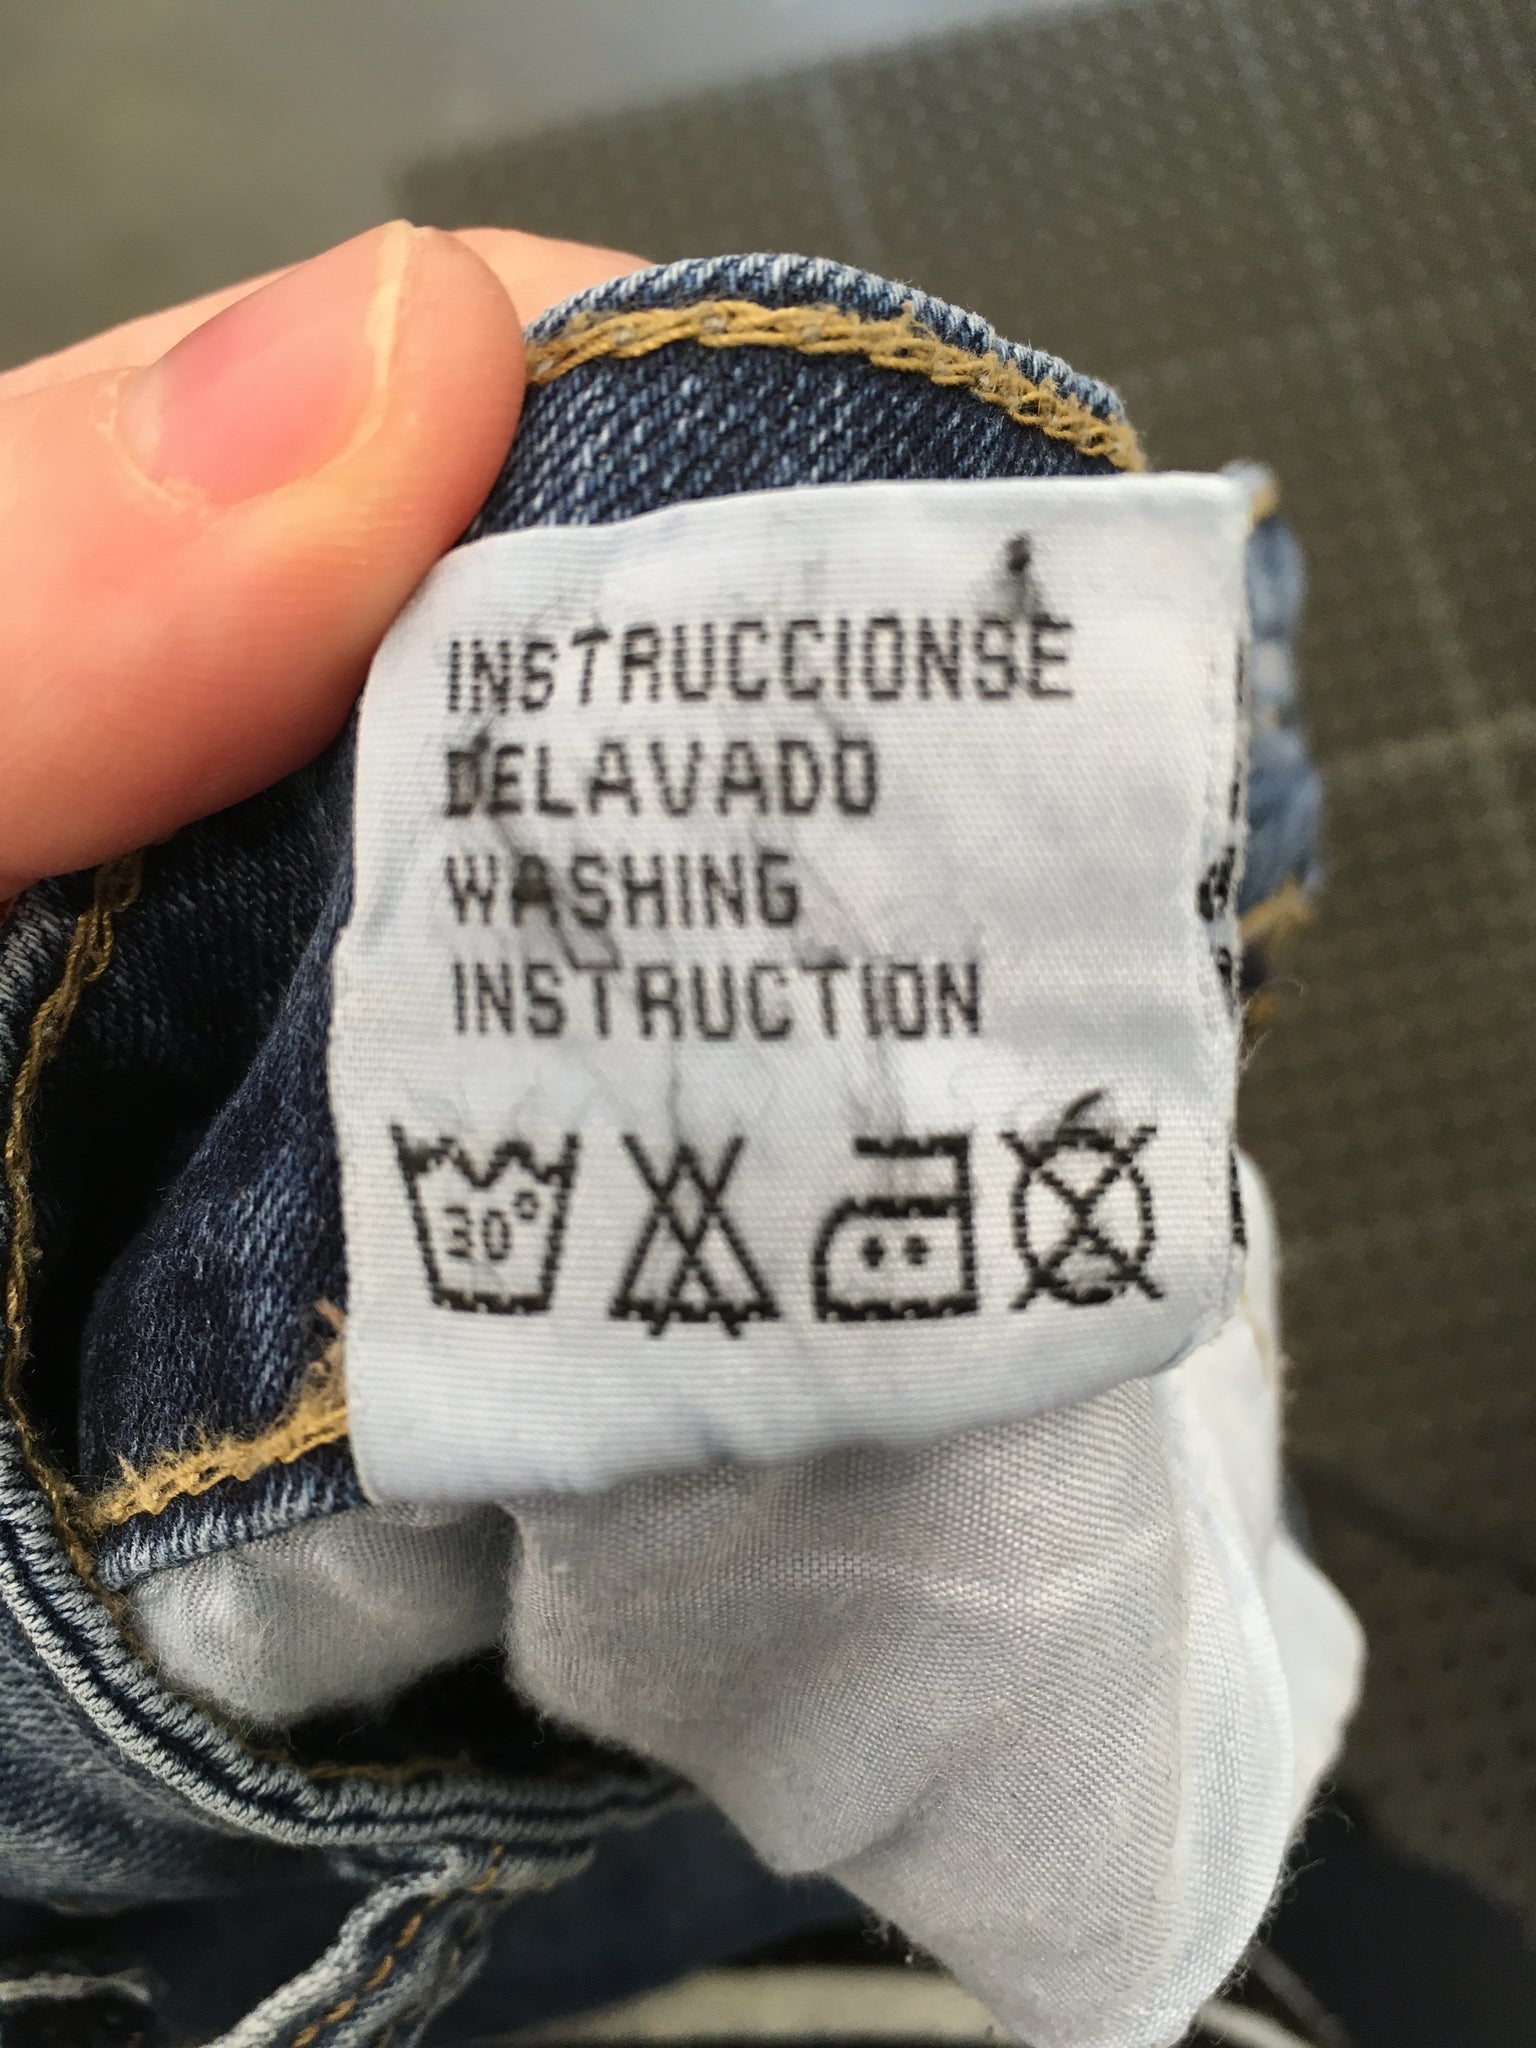 INSTRUCCIONSE
DELAVADO
WASHING
INSTRUCTION
30°